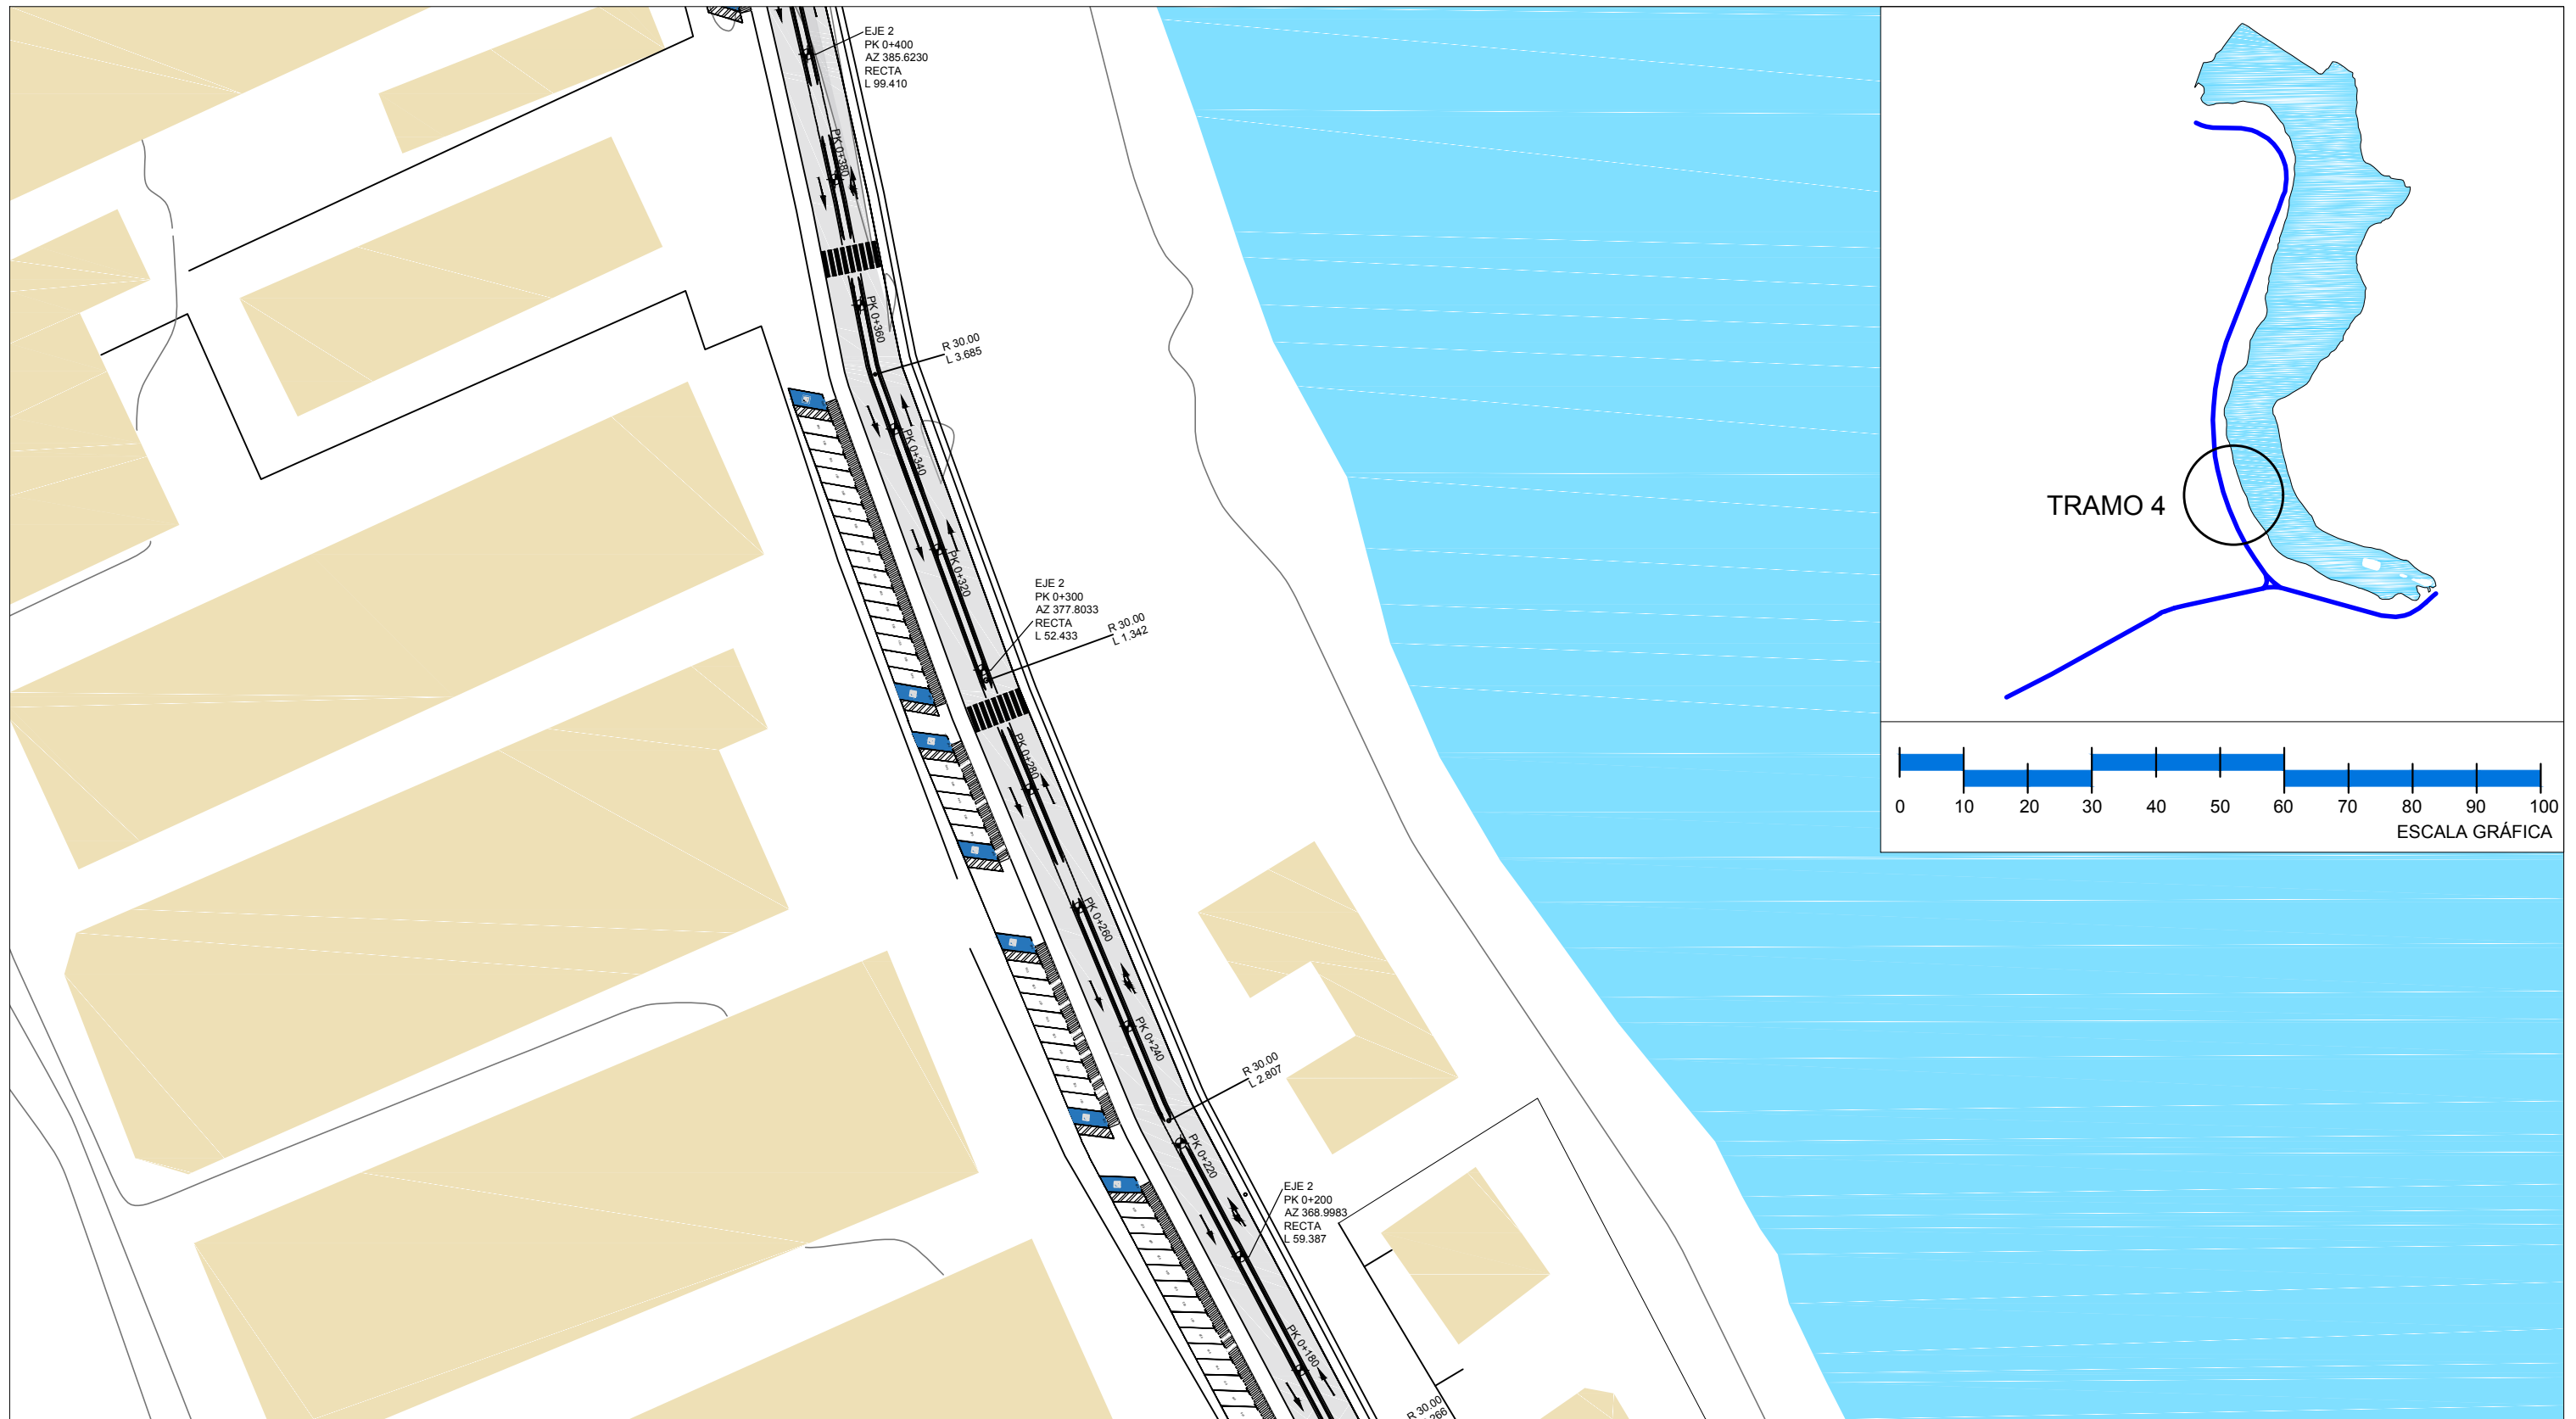 EJE 2
PK 0+400
AZ 385.6230
RECTA
L 99.410
PK 0+380
PK 0+360
R 30.00
L 3.685
PK 0+340
PK 0+320
EJE 2
PK 0+300
AZ 377.8033
RECTA
L 52.433
R 30.00
L 1.342
PK 0+280
PK 0+260
PK 0+240
R 30.00
L 2.807
PK 0+220
EJE 2
PK 0+200
AZ 368.9983
RECTA
L 59.387
PK 0+180
R 30.00
TRAMO 4
0 10 20 30 40 50 60 70 80 90 100
ESCALA GRÁFICA